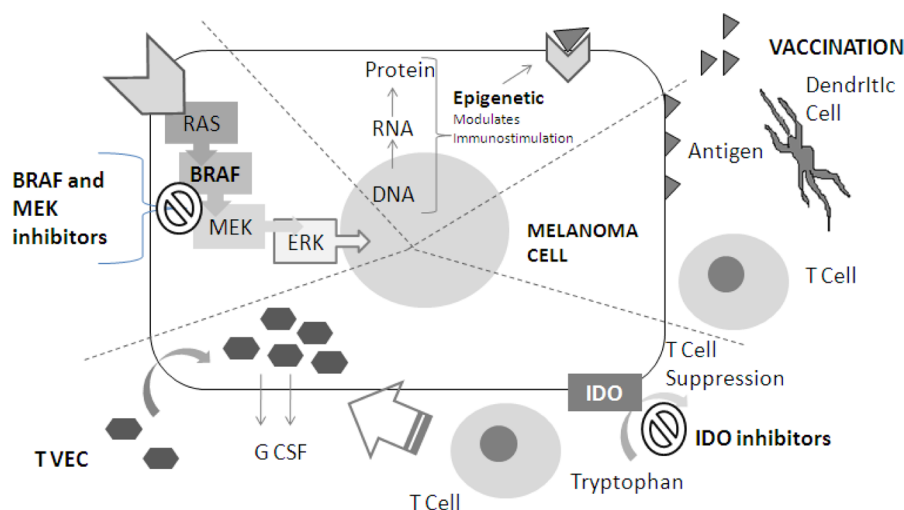 VACCINATION
DendrItIc
Cell
Protein
Epigenetic
Modulates
Immunostimulation
RAS
RNA
Antigen
BRAF
BRAF and
MEK
inhibitors
DNA
MEK
ERK
MELANOMA
CELL
T Cell
T Cell
Suppression
IDO
IDO inhibitors
G CSF
T VEC
Tryptophan
T Cell